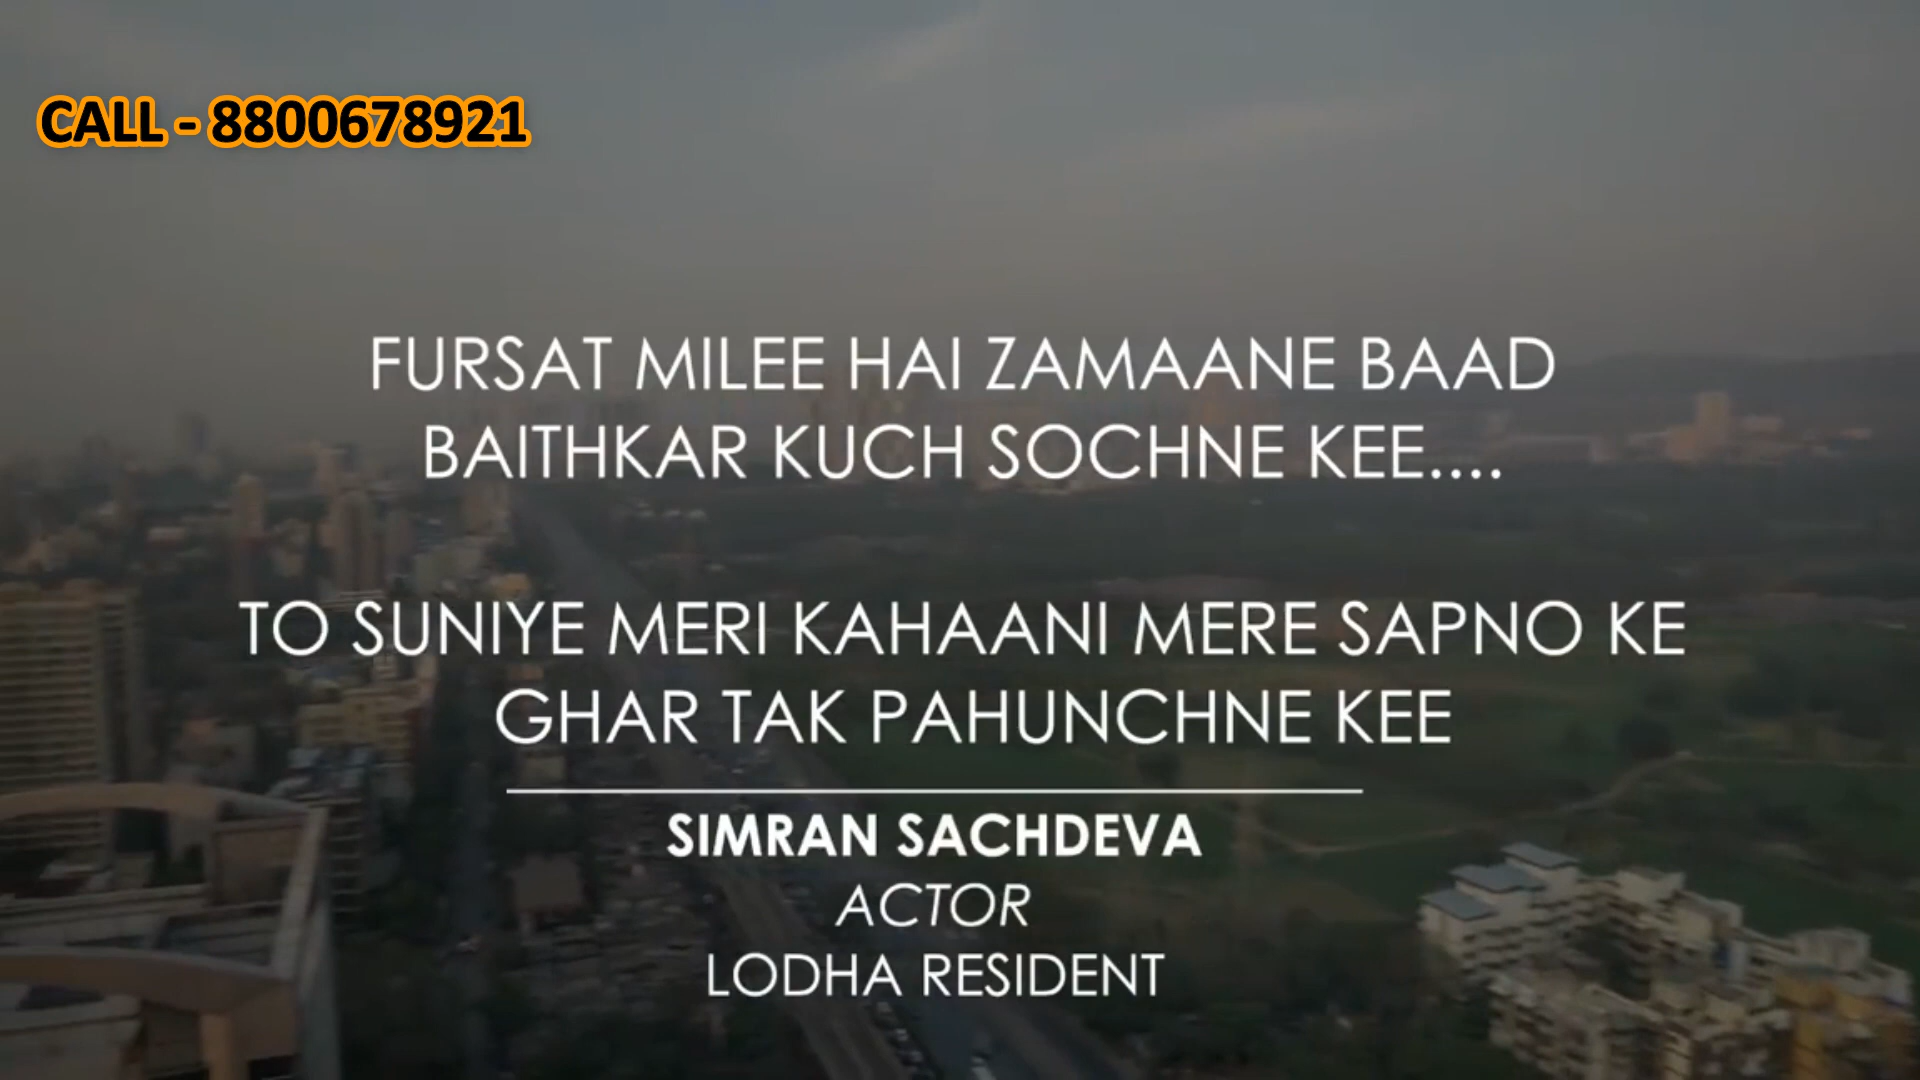 CALL - 8800678921
FURSAT MILEE HAI ZAMAANE BAAD
BAITHKAR KUCH SOCHNE KEE....
TO SUNIYE MERI KAHAANI MERE SAPNO KE
GHAR TAK PAHUNCHNE KEE
SIMRAN SACHDEVA
ACTOR
LODHA RESIDENT